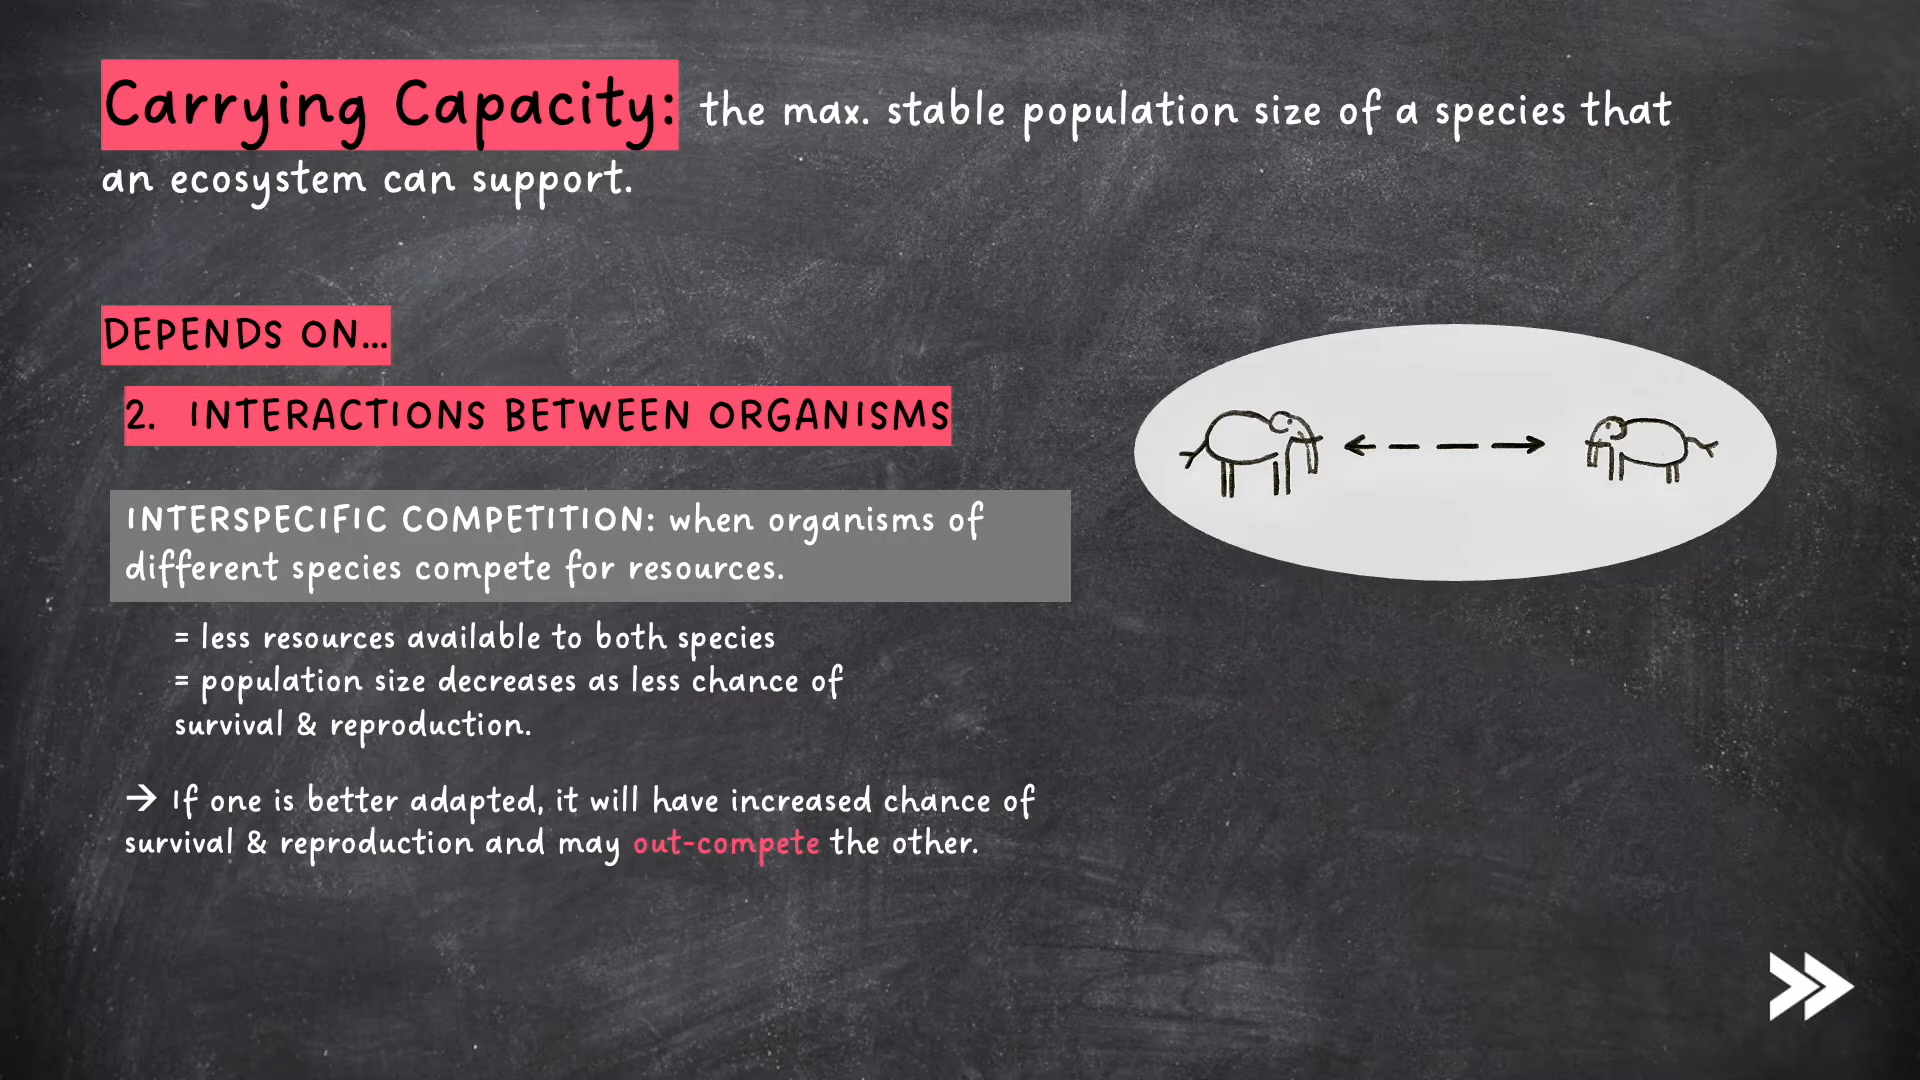 Carrying Capacity: the max. stable population size of a species that
an ecosystem can support.
DEPENDS ON...
2. INTERACTIONS BETWEEN ORGANISMS
INTERSPECIFIC COMPETITION: when organisms of
different species compete for resources.
= less resources available to both species
= population size decreases as less chance of
survival & reproduction.
→ If one is better adapted, it will have increased chance of
survival & reproduction and may out-compete the other.